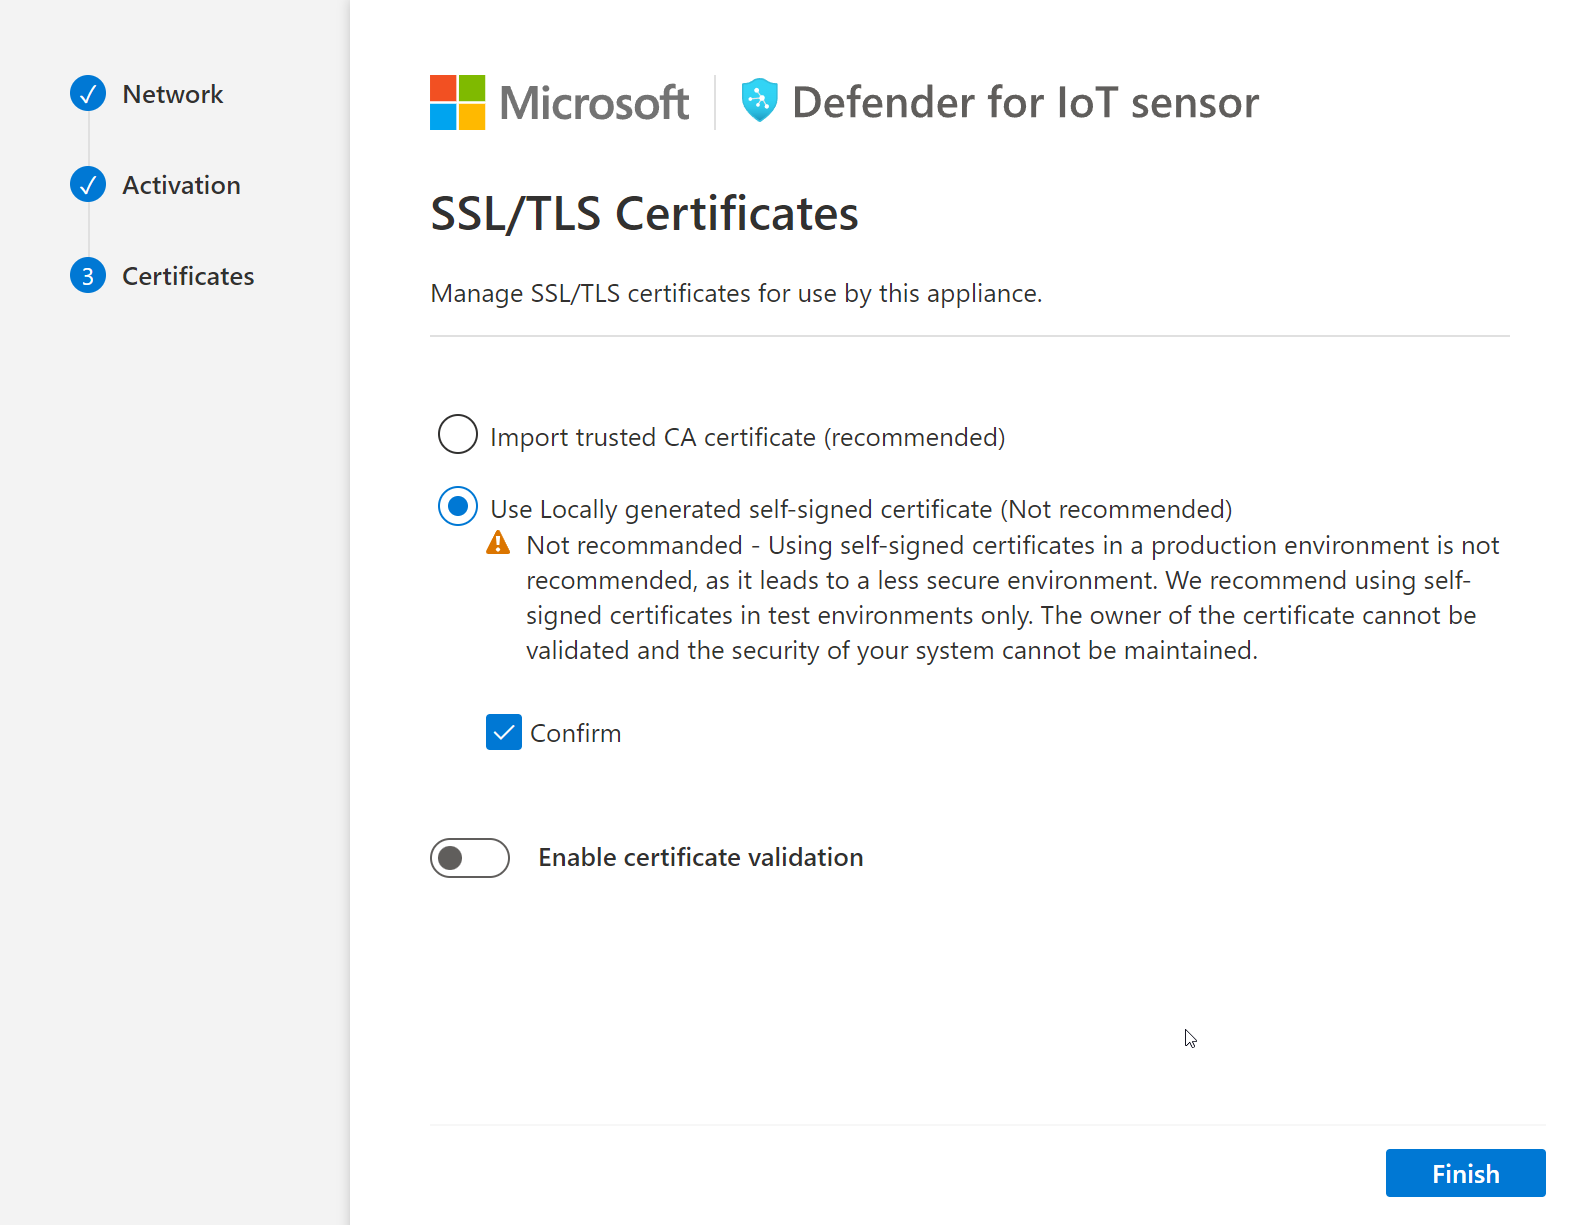 Network
Activation
3 Certificates
Microsoft Defender for IoT sensor
SSL/TLS Certificates
Manage SSL/TLS certificates for use by this appliance.
Import trusted CA certificate (recommended)
Use Locally generated self-signed certificate (Not recommended)
Not recommanded - Using self-signed certificates in a production environment is not
recommended, as it leads to a less secure environment. We recommend using self-
signed certificates in test environments only. The owner of the certificate cannot be
validated and the security of your system cannot be maintained.
Confirm
Enable certificate validation
Finish